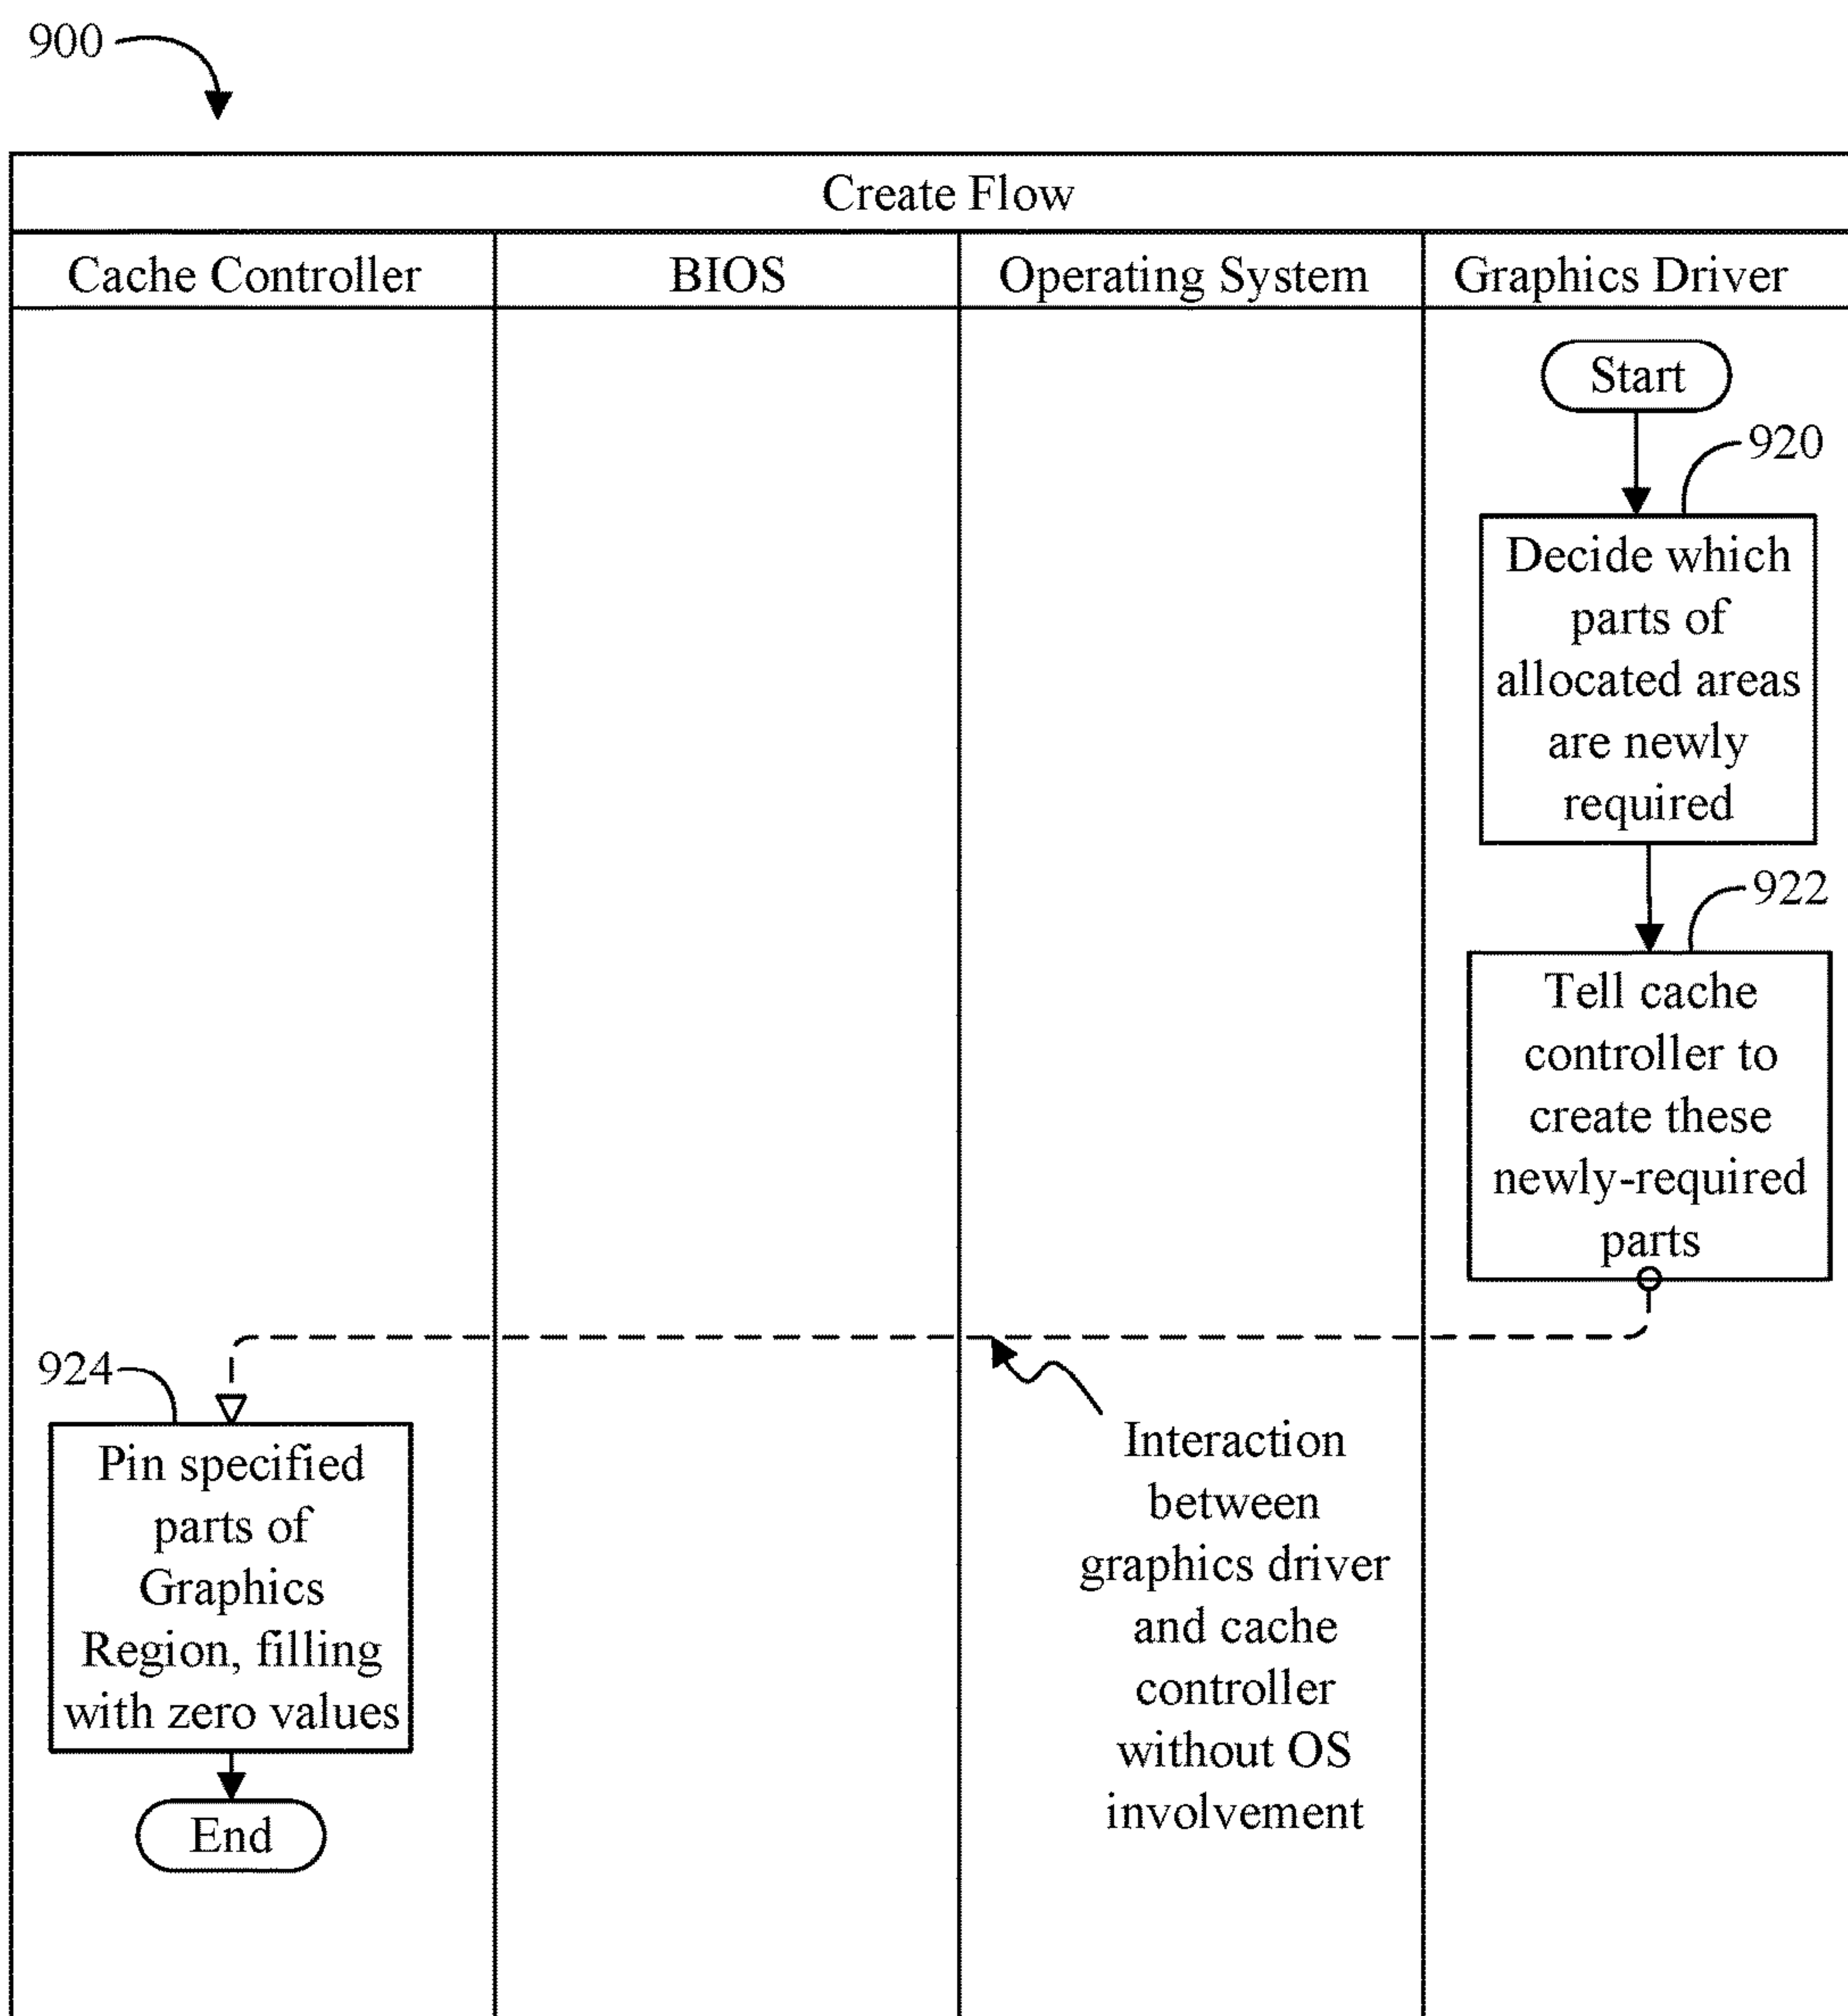 900
Create Flow
Cache Controller
BIOS
Operating System
Graphics Driver
Start
920
Decide which
parts of
allocated areas
are newly
required
922
Tell cache
controller to
create these
newly-required
parts
924
Pin specified
parts of
Graphics
Region, filling
with zero values
End
Interaction
between
graphics driver
and cache
controller
without OS
involvement